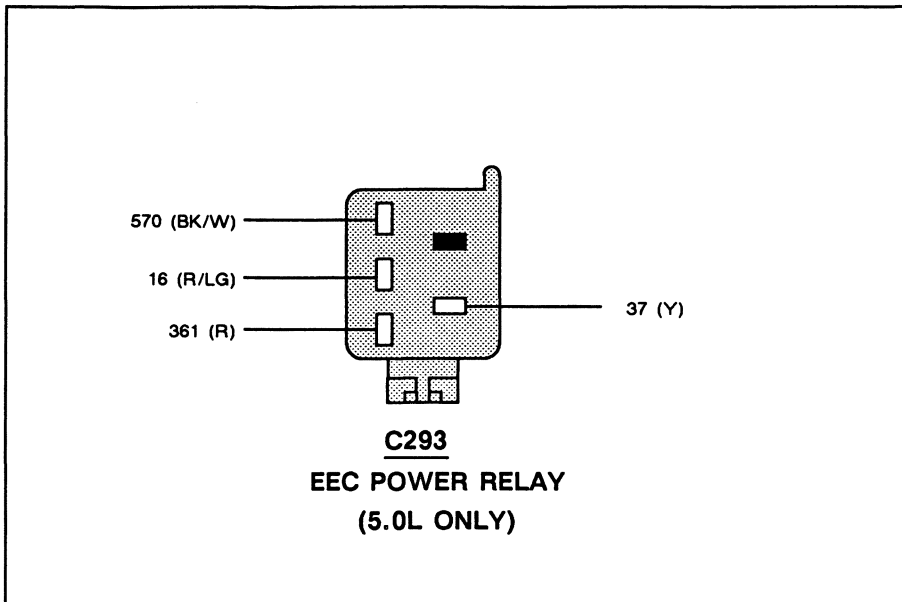 570 (BK/W)
16 (R/LG)
361 (R)
37 (Y)
C293
EEC POWER RELAY
(5.0L ONLY)